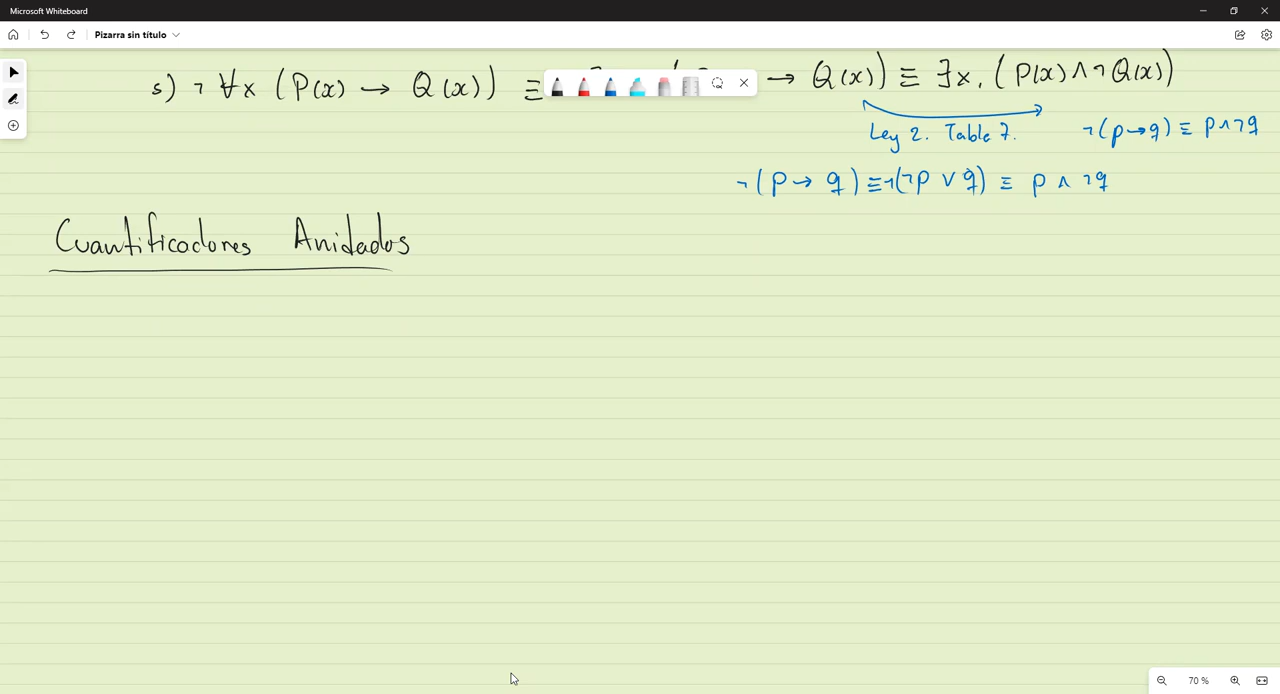 Microsoft Whiteboard
Pizarra sin título
s) ¬ ∀x (P(x) → Q(x)) ≡ → Q(x)) ≡ ∃x, (P(x) ∧ ¬Q(x))
Ley 2. Table 7. ¬(p→q) ≡ p∧¬q
¬(p → q) ≡ ¬(¬p ∨ q) ≡ p ∧ ¬q
Cuantificadores Anidados
70 %